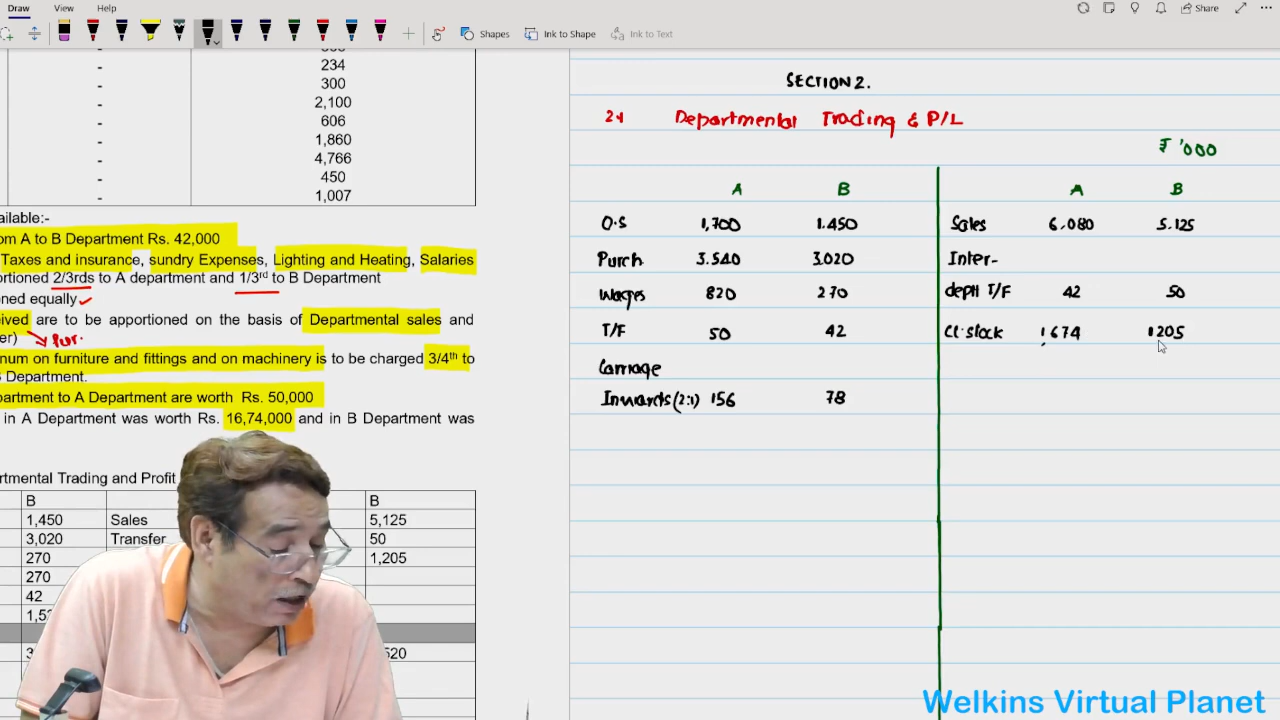 Draw View Help
Share
Shapes Ink to Shape Ink to Text
- 234
- 300
- 2,100
- 606
- 1,860
- 4,766
- 450
- 1,007
available:-
om A to B Department Rs. 42,000
Taxes and insurance, sundry Expenses, Lighting and Heating, Salaries
ortioned 2/3rds to A department and 1/3rd to B Department
oned equally
eived are to be apportioned on the basis of Departmental sales and
er) Pur.
num on furniture and fittings and on machinery is to be charged 3/4th to
B Department.
partment to A Department are worth Rs. 50,000
in A Department was worth Rs. 16,74,000 and in B Department was
rtmental Trading and Profit
B B
1,450 Sales 5,125
3,020 Transfer 50
270 1,205
270
42
1,53
3 520
SECTION 2.
21 Departmental Trading & P/L
₹ '000
A B A B
O.S 1,700 1.450 Sales 6.080 5.125
Purch 3.540 3.020 Inter-
Wages 820 270 deptl T/F 42 50
T/F 50 42 Cl. stock 1,674 1205
Carriage
Inwards (2:1) 156 78
Welkins Virtual Planet